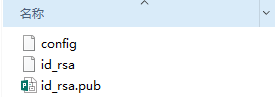 名称
config
id_rsa
id_rsa.pub